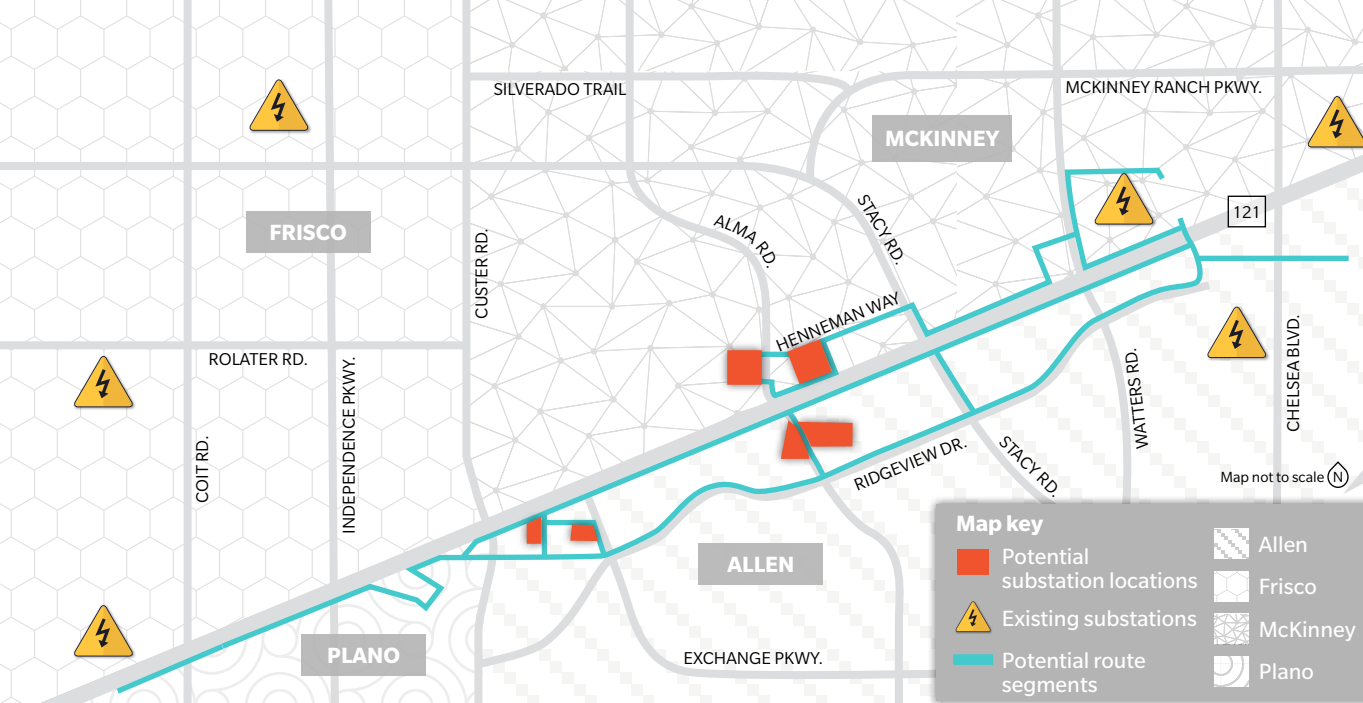 SILVERADO TRAIL
MCKINNEY RANCH PKWY.
MCKINNEY
121
FRISCO
ALMA RD.
STACY RD.
CUSTER RD.
HENNEMAN WAY
ROLATER RD.
INDEPENDENCE PKWY.
COIT RD.
WATTERS RD.
CHELSEA BLVD.
RIDGEVIEW DR.
STACY RD.
Map not to scale N
ALLEN
PLANO
EXCHANGE PKWY.
Map key
Potential
substation locations
Existing substations
Potential route
segments
Allen
Frisco
McKinney
Plano